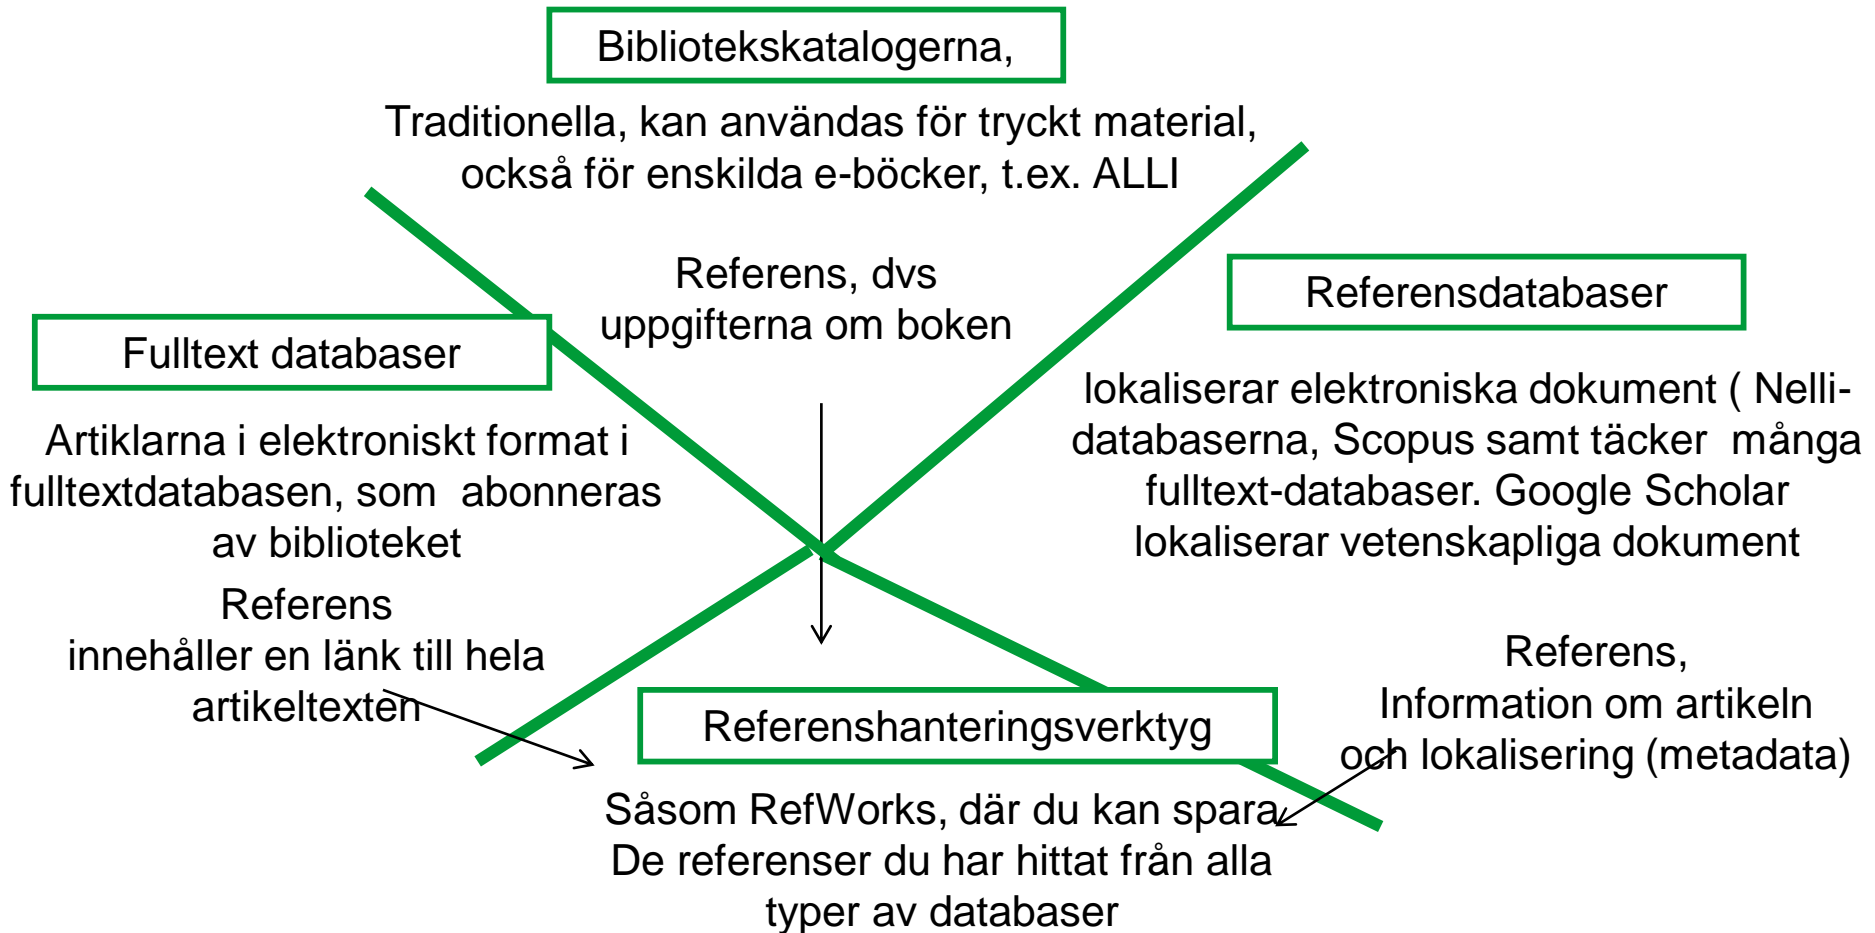 Bibliotekskatalogerna,
Traditionella, kan användas för tryckt material,
också för enskilda e-böcker, t.ex. ALLI
Referens, dvs
uppgifterna om boken
Fulltext databaser
Artiklarna i elektroniskt format i
fulltextdatabasen, som abonneras
av biblioteket
Referens
innehåller en länk till hela
artikeltexten
Referensdatabaser
lokaliserar elektroniska dokument ( Nelli-
databaserna, Scopus samt täcker många
fulltext-databaser. Google Scholar
lokaliserar vetenskapliga dokument
Referens,
Information om artikeln
och lokalisering (metadata)
Referenshanteringsverktyg
Såsom RefWorks, där du kan spara
De referenser du har hittat från alla
typer av databaser